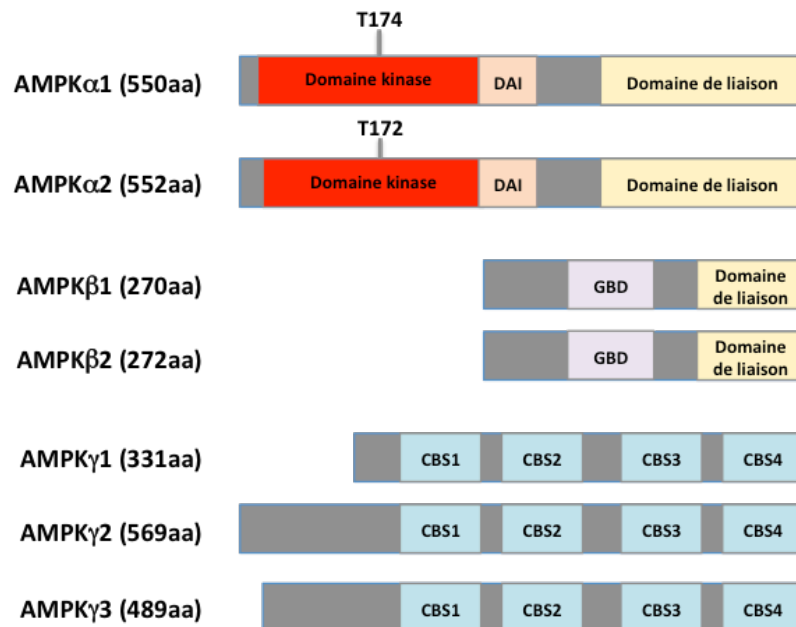 T174
AMPKα1 (550aa)
Domaine kinase
DAI
Domaine de liaison
T172
AMPKα2 (552aa)
Domaine kinase
DAI
Domaine de liaison
AMPKβ1 (270aa)
GBD
Domaine
de liaison
AMPKβ2 (272aa)
GBD
Domaine
de liaison
AMPKγ1 (331aa)
CBS1
CBS2
CBS3
CBS4
AMPKγ2 (569aa)
CBS1
CBS2
CBS3
CBS4
AMPKγ3 (489aa)
CBS1
CBS2
CBS3
CBS4